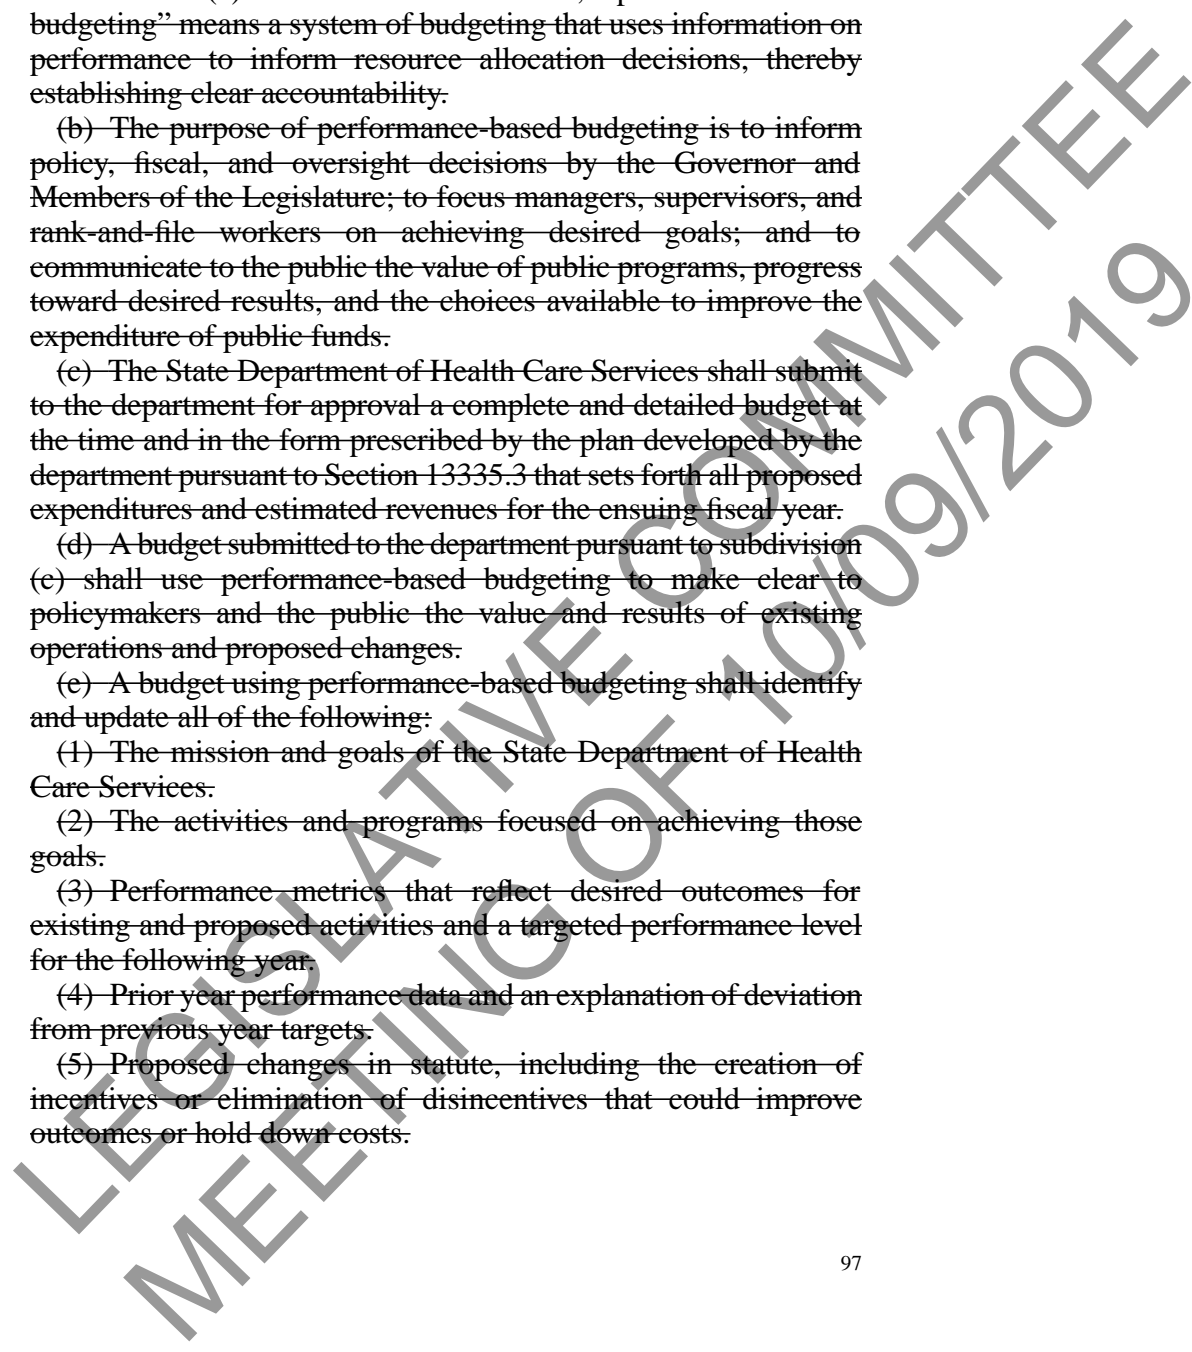 budgeting” means a system of budgeting that uses information on
performance to inform resource allocation decisions, thereby
establishing clear accountability.
(b) The purpose of performance-based budgeting is to inform
policy, fiscal, and oversight decisions by the Governor and
Members of the Legislature; to focus managers, supervisors, and
rank-and-file workers on achieving desired goals; and to
communicate to the public the value of public programs, progress
toward desired results, and the choices available to improve the
expenditure of public funds.
(c) The State Department of Health Care Services shall submit
to the department for approval a complete and detailed budget at
the time and in the form prescribed by the plan developed by the
department pursuant to Section 13335.3 that sets forth all proposed
expenditures and estimated revenues for the ensuing fiscal year.
(d) A budget submitted to the department pursuant to subdivision
(c) shall use performance-based budgeting to make clear to
policymakers and the public the value and results of existing
operations and proposed changes.
(e) A budget using performance-based budgeting shall identify
and update all of the following:
(1) The mission and goals of the State Department of Health
Care Services.
(2) The activities and programs focused on achieving those
goals.
(3) Performance metrics that reflect desired outcomes for
existing and proposed activities and a targeted performance level
for the following year.
(4) Prior year performance data and an explanation of deviation
from previous year targets.
(5) Proposed changes in statute, including the creation of
incentives or elimination of disincentives that could improve
outcomes or hold down costs.
97
LEGISLATIVE COMMITTEE
MEETING OF 10/09/2019